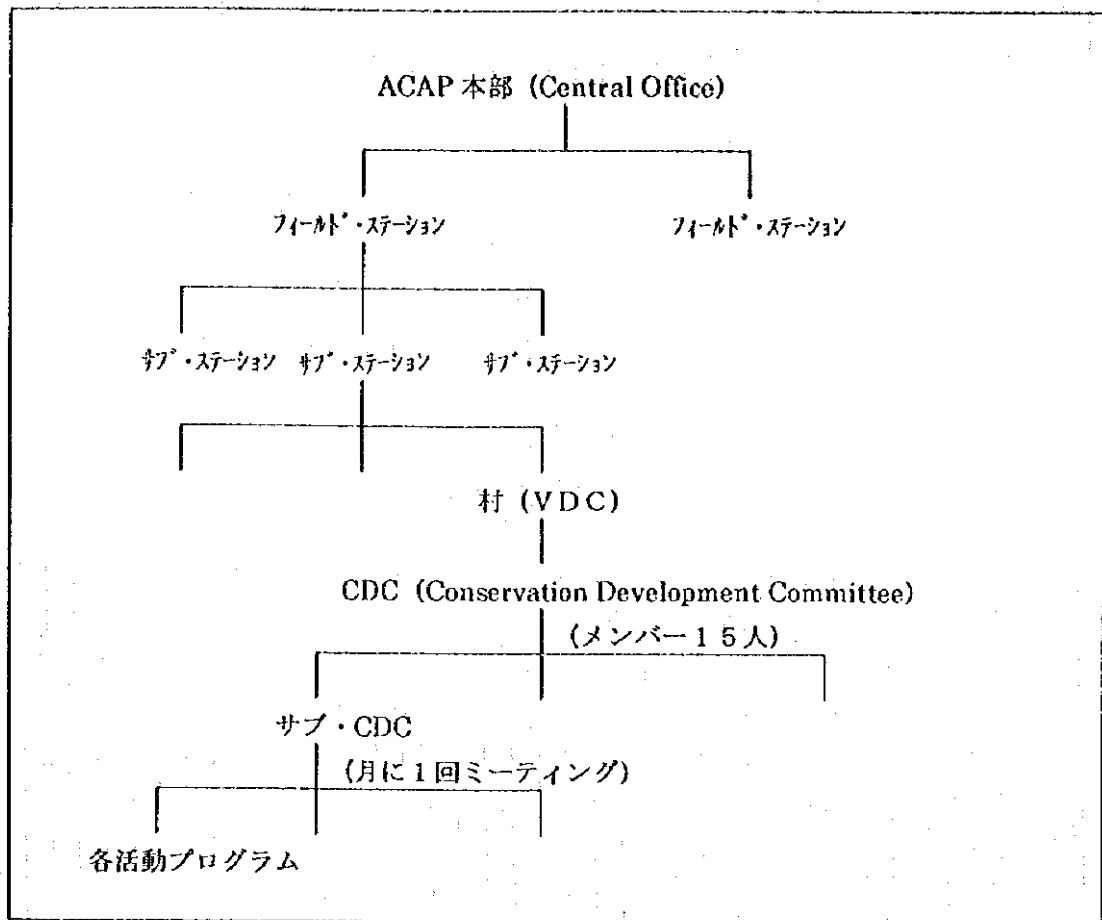 ACAP 本部 (Central Office)
フィールド・ステーション　フィールド・ステーション
サブ・ステーション　サブ・ステーション　サブ・ステーション
村 (ＶＤＣ)
CDC (Conservation Development Committee)
(メンバー１５人)
サブ・CDC
(月に１回ミーティング)
各活動プログラム